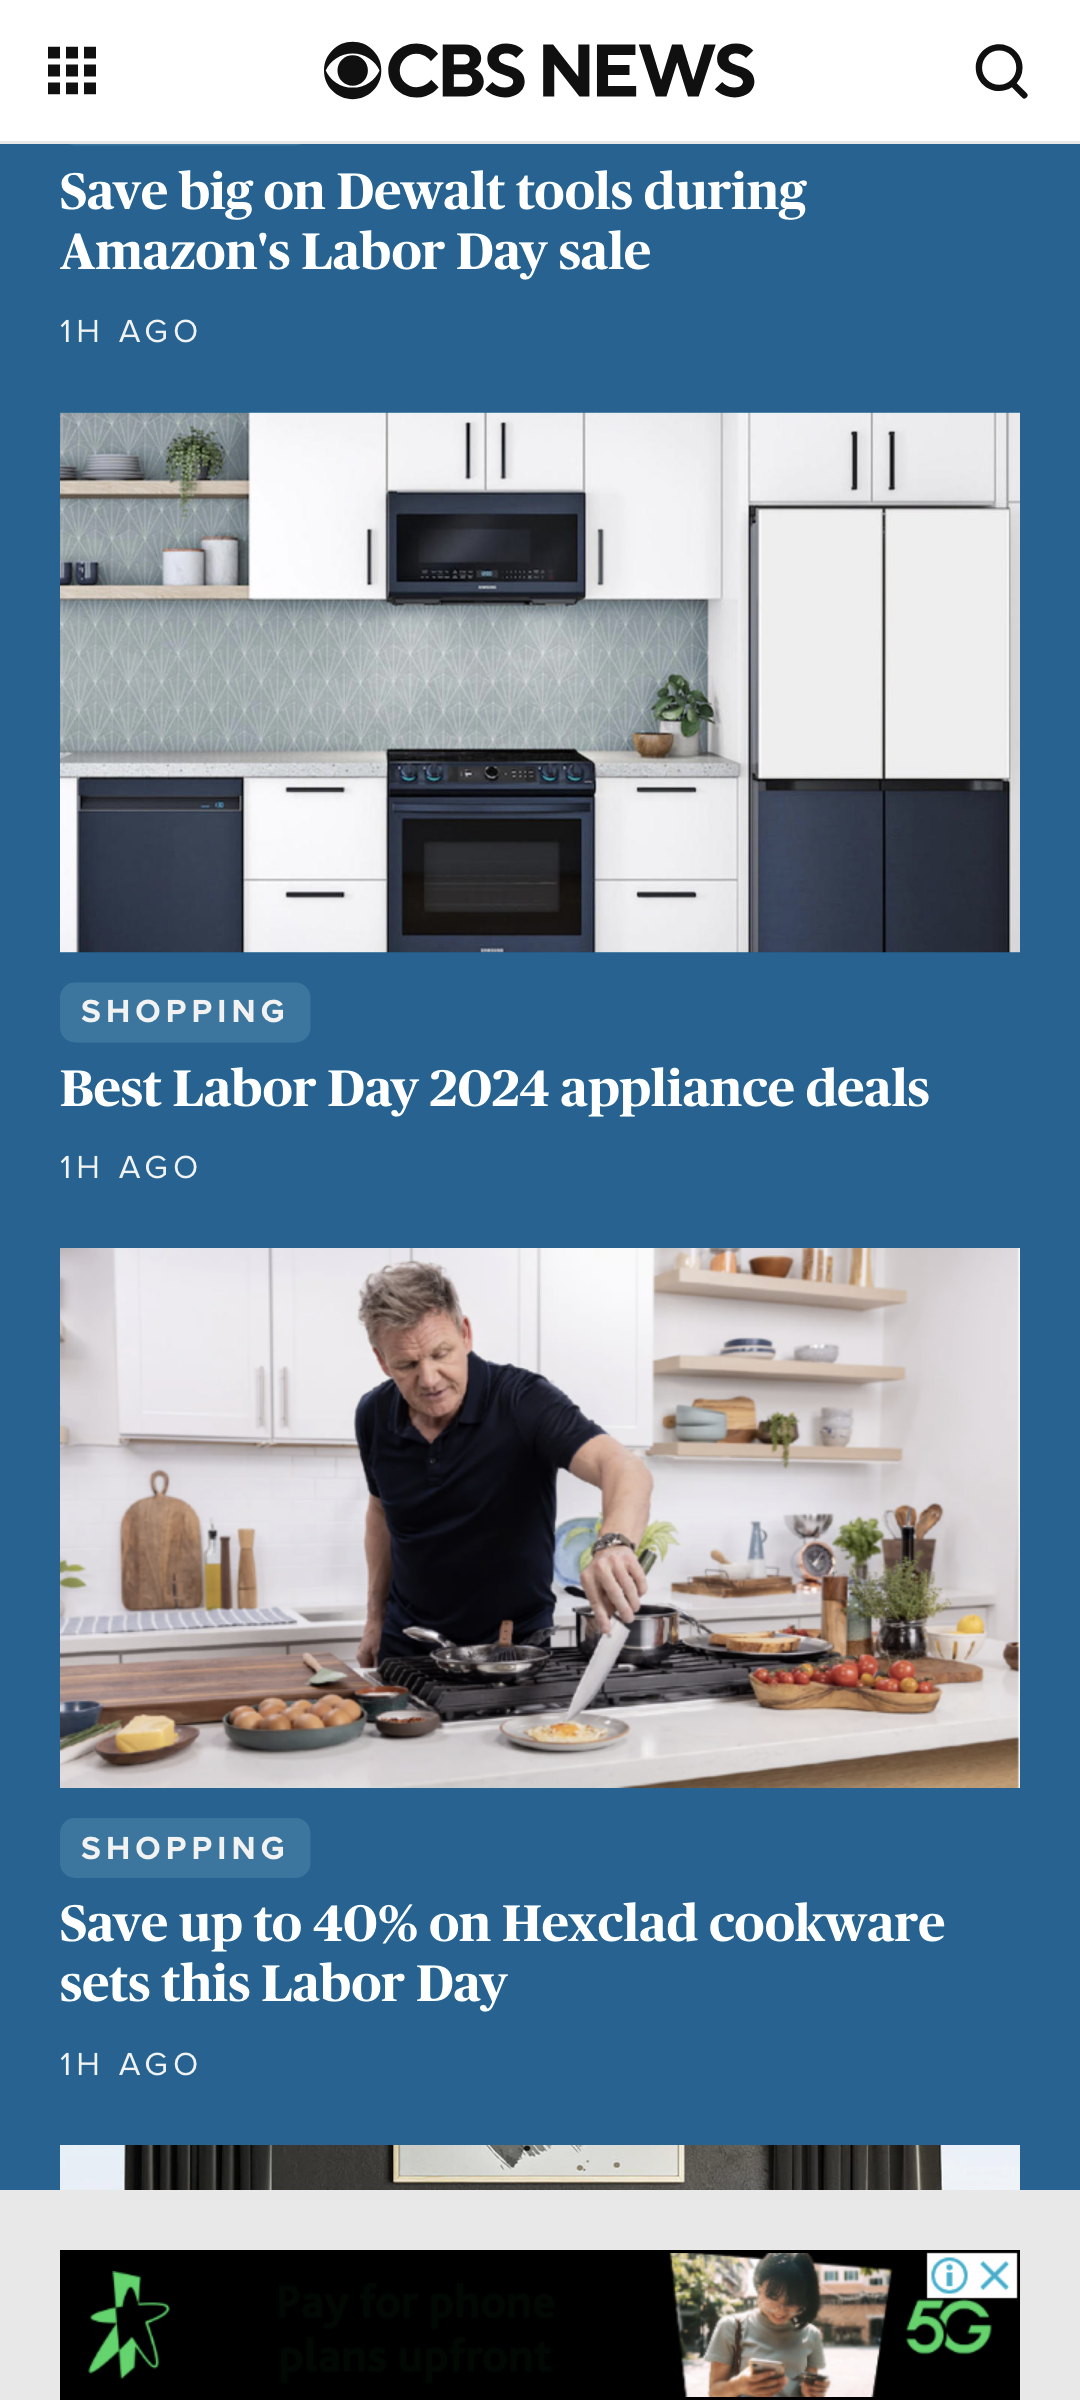 CBS NEWS
Save big on Dewalt tools during
Amazon's Labor Day sale
1H AGO
SHOPPING
Best Labor Day 2024 appliance deals
1H AGO
SHOPPING
Save up to 40% on Hexclad cookware
sets this Labor Day
1H AGO
Pay for phone
plans upfront
5G